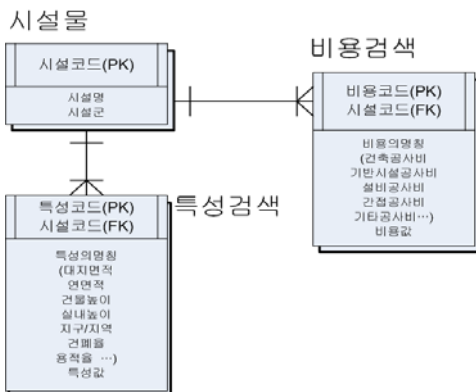 시설물
시설코드(PK)
시설명
시설군
비용검색
비용코드(PK)
시설코드(FK)
비용의명칭
(건축공사비
기반시설공사비
설비공사비
간접공사비
기타공사비…)
비용값
특성검색
특성코드(PK)
시설코드(FK)
특성의명칭
(대지면적
연면적
건물높이
실내높이
지구/지역
건폐율
용적율 …)
특성값